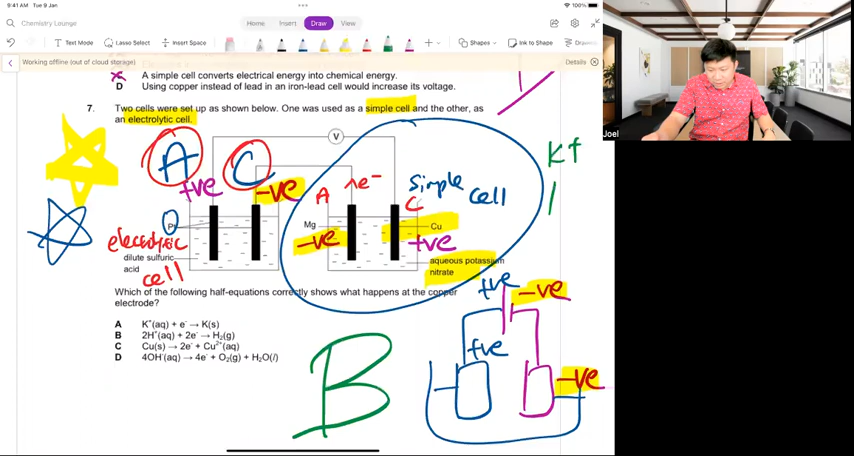 9:41 AM Tue 9 Jan
100%
Chemistry Lounge
Home Insert Draw View
Text Mode Lasso Select Insert Space Shapes Ink to Shape Drawing
Working offline (out of cloud storage) Details
A simple cell converts electrical energy into chemical energy.
D Using copper instead of lead in an iron-lead cell would increase its voltage.
7. Two cells were set up as shown below. One was used as a simple cell and the other, as
an electrolytic cell.
V
A C
+ve -ve
A ne⁻ simple cell
C
Pt
Mg Cu
-ve +ve
electrolytic cell
dilute sulfuric
acid
aqueous potassium
nitrate
Which of the following half-equations correctly shows what happens at the copper
electrode?
A K⁺(aq) + e⁻ → K(s)
B 2H⁺(aq) + 2e⁻ → H₂(g)
C Cu(s) → 2e⁻ + Cu²⁺(aq)
D 4OH⁻(aq) → 4e⁻ + O₂(g) + H₂O(l)
B
+ve -ve
+ve
-ve
Joel